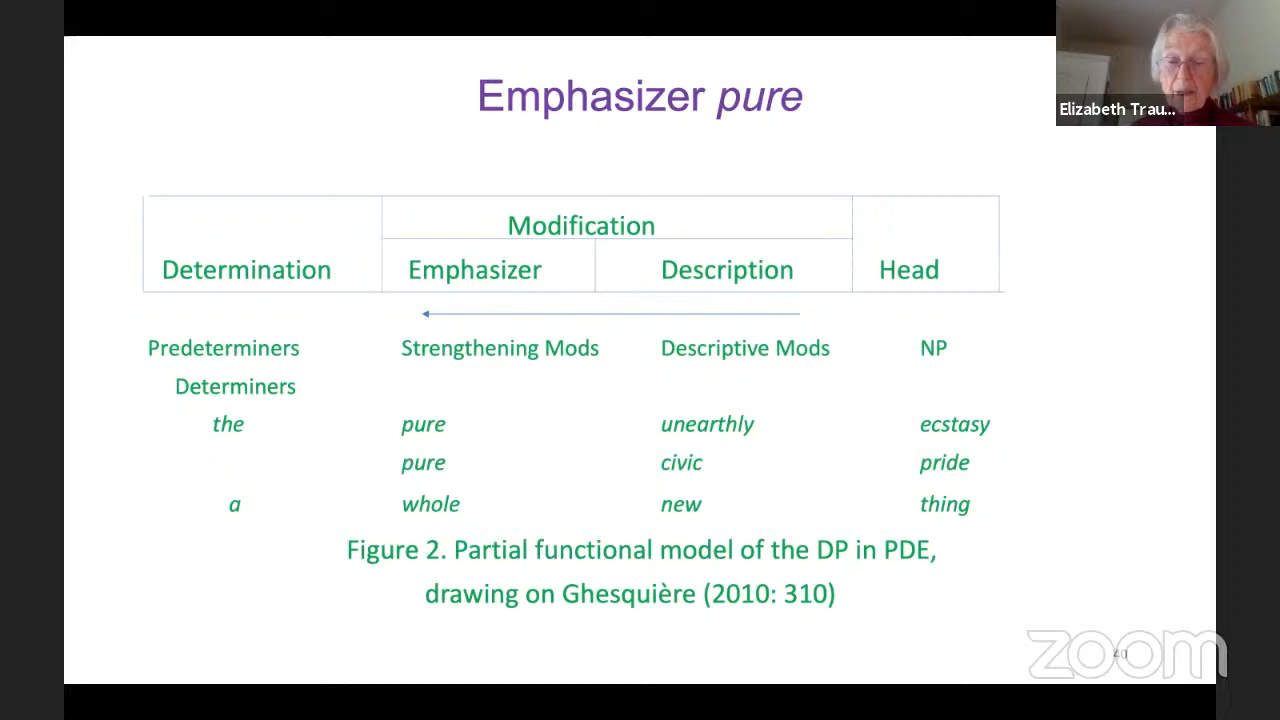 Emphasizer pure
Elizabeth Trau...
Modification
Determination Emphasizer Description Head
Predeterminers Strengthening Mods Descriptive Mods NP
Determiners
the pure unearthly ecstasy
pure civic pride
a whole new thing
Figure 2. Partial functional model of the DP in PDE,
drawing on Ghesquière (2010: 310)
zoom
40